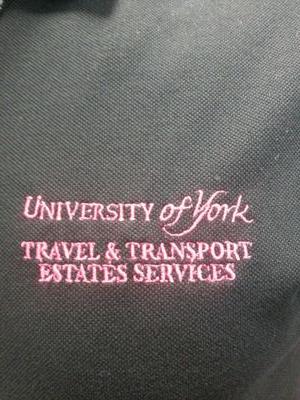 UNIVERSITY of York
TRAVEL & TRANSPORT
ESTATES SERVICES